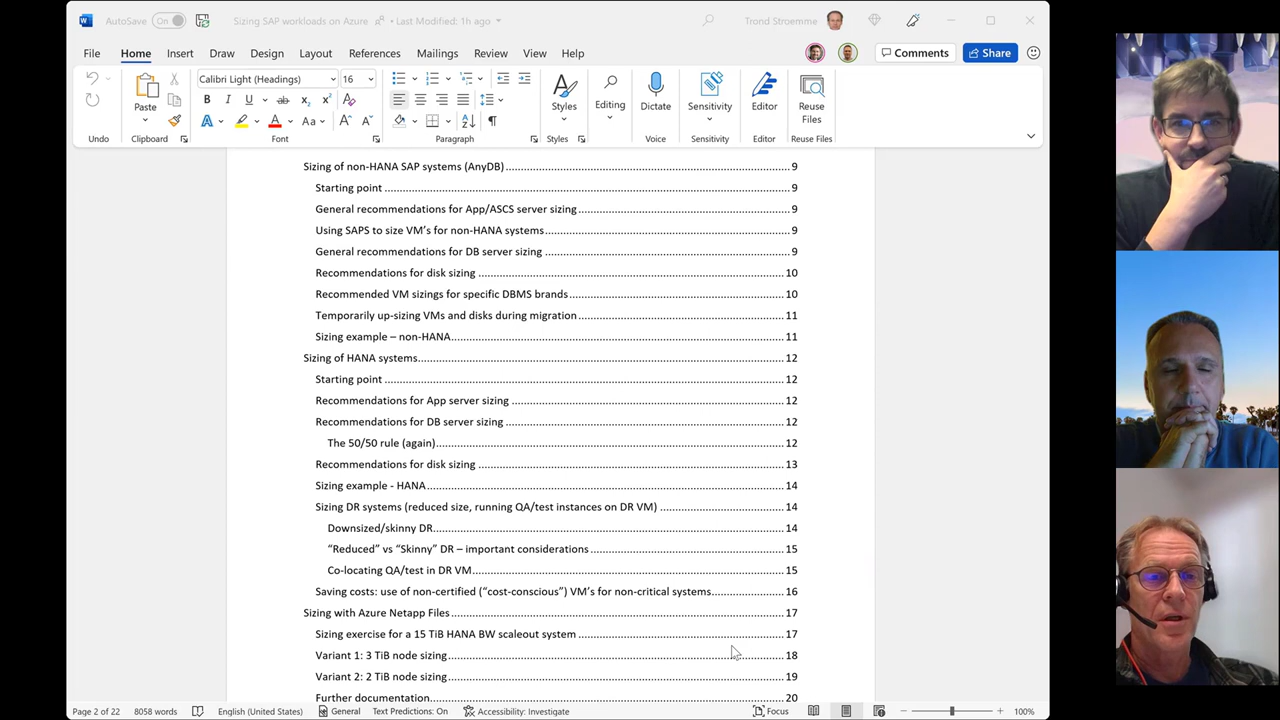 AutoSave On Sizing SAP workloads on Azure • Last Modified: 1h ago Trond Stroemme
File Home Insert Draw Design Layout References Mailings Review View Help Comments Share
Calibri Light (Headings) 16
Paste Styles Editing Dictate Sensitivity Editor Reuse Files
B I U ab x₂ x² A
A A Aa A A
Undo Clipboard Font Paragraph Styles Voice Sensitivity Editor Reuse Files
Sizing of non-HANA SAP systems (AnyDB) 9
Starting point 9
General recommendations for App/ASCS server sizing 9
Using SAPS to size VM's for non-HANA systems 9
General recommendations for DB server sizing 9
Recommendations for disk sizing 10
Recommended VM sizings for specific DBMS brands 10
Temporarily up-sizing VMs and disks during migration 11
Sizing example – non-HANA 11
Sizing of HANA systems 12
Starting point 12
Recommendations for App server sizing 12
Recommendations for DB server sizing 12
The 50/50 rule (again) 12
Recommendations for disk sizing 13
Sizing example - HANA 14
Sizing DR systems (reduced size, running QA/test instances on DR VM) 14
Downsized/skinny DR 14
“Reduced” vs “Skinny” DR – important considerations 15
Co-locating QA/test in DR VM 15
Saving costs: use of non-certified (“cost-conscious”) VM's for non-critical systems 16
Sizing with Azure Netapp Files 17
Sizing exercise for a 15 TiB HANA BW scaleout system 17
Variant 1: 3 TiB node sizing 18
Variant 2: 2 TiB node sizing 19
Further documentation 20
Page 2 of 22 8058 words English (United States) General Text Predictions: On Accessibility: Investigate Focus 100%